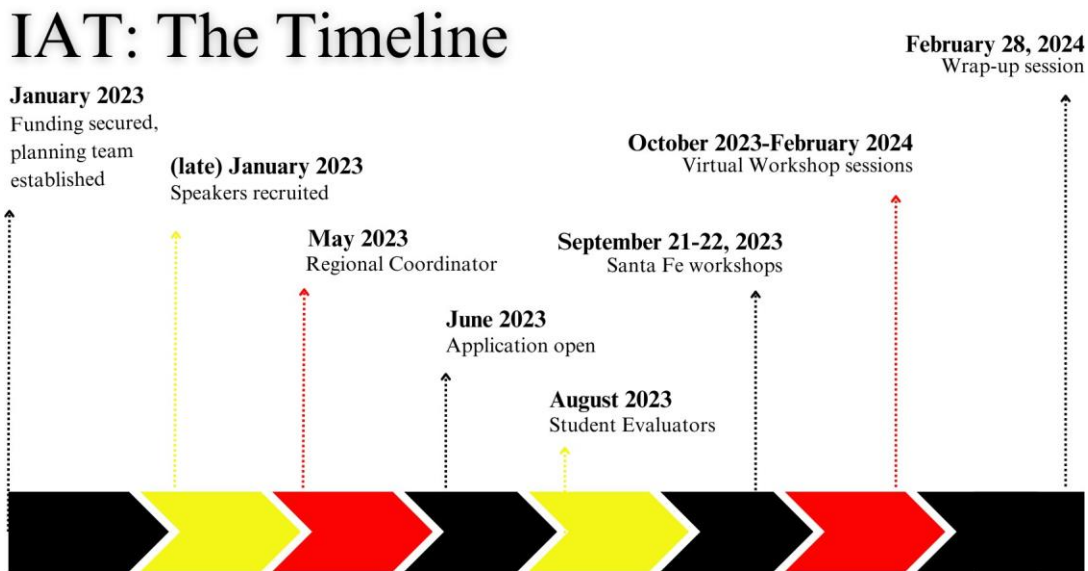 IAT: The Timeline
January 2023
Funding secured,
planning team
established
(late) January 2023
Speakers recruited
May 2023
Regional Coordinator
June 2023
Application open
August 2023
Student Evaluators
September 21-22, 2023
Santa Fe workshops
October 2023-February 2024
Virtual Workshop sessions
February 28, 2024
Wrap-up session